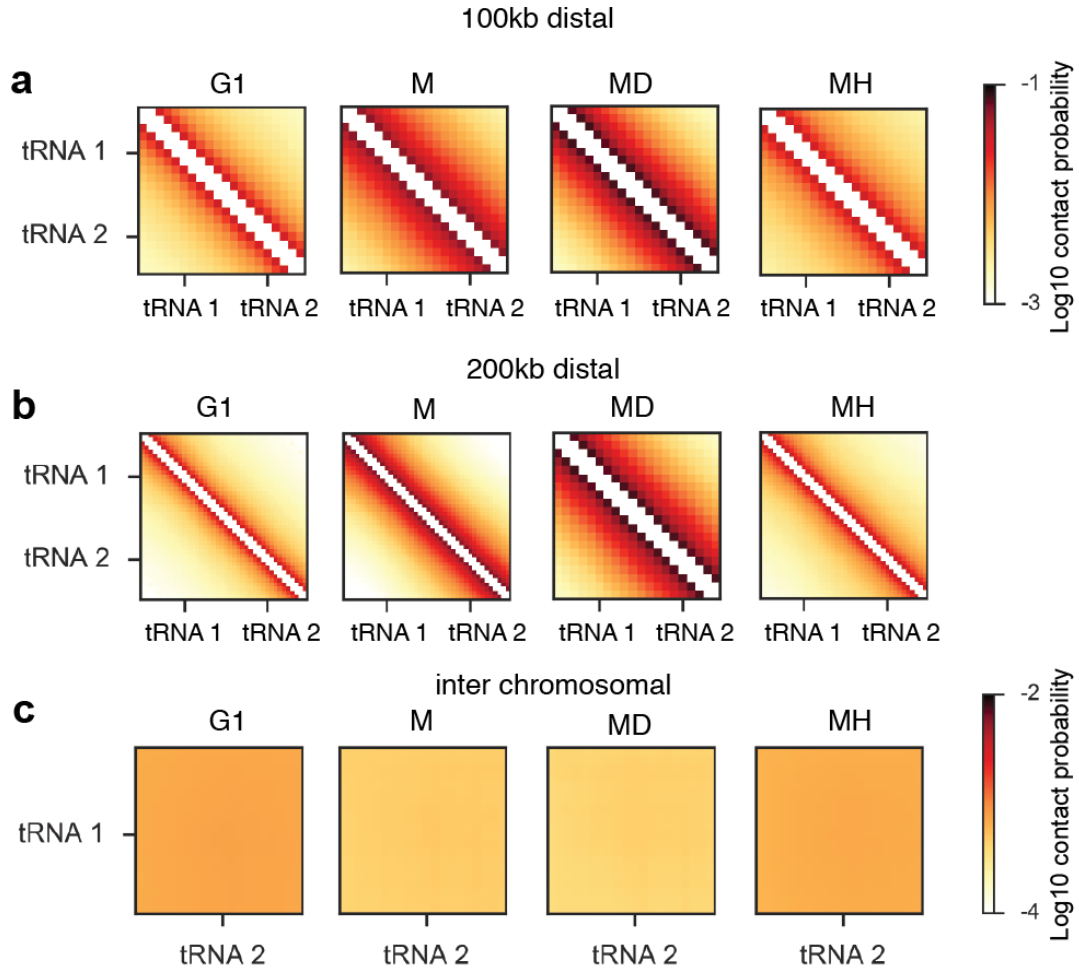 100kb distal
a
G1 M MD MH
tRNA 1
tRNA 2
tRNA 1 tRNA 2 tRNA 1 tRNA 2 tRNA 1 tRNA 2 tRNA 1 tRNA 2
-1
-3
Log10 contact probability
200kb distal
b
G1 M MD MH
tRNA 1
tRNA 2
tRNA 1 tRNA 2 tRNA 1 tRNA 2 tRNA 1 tRNA 2 tRNA 1 tRNA 2
inter chromosomal
c
G1 M MD MH
tRNA 1
tRNA 2 tRNA 2 tRNA 2 tRNA 2
-2
-4
Log10 contact probability